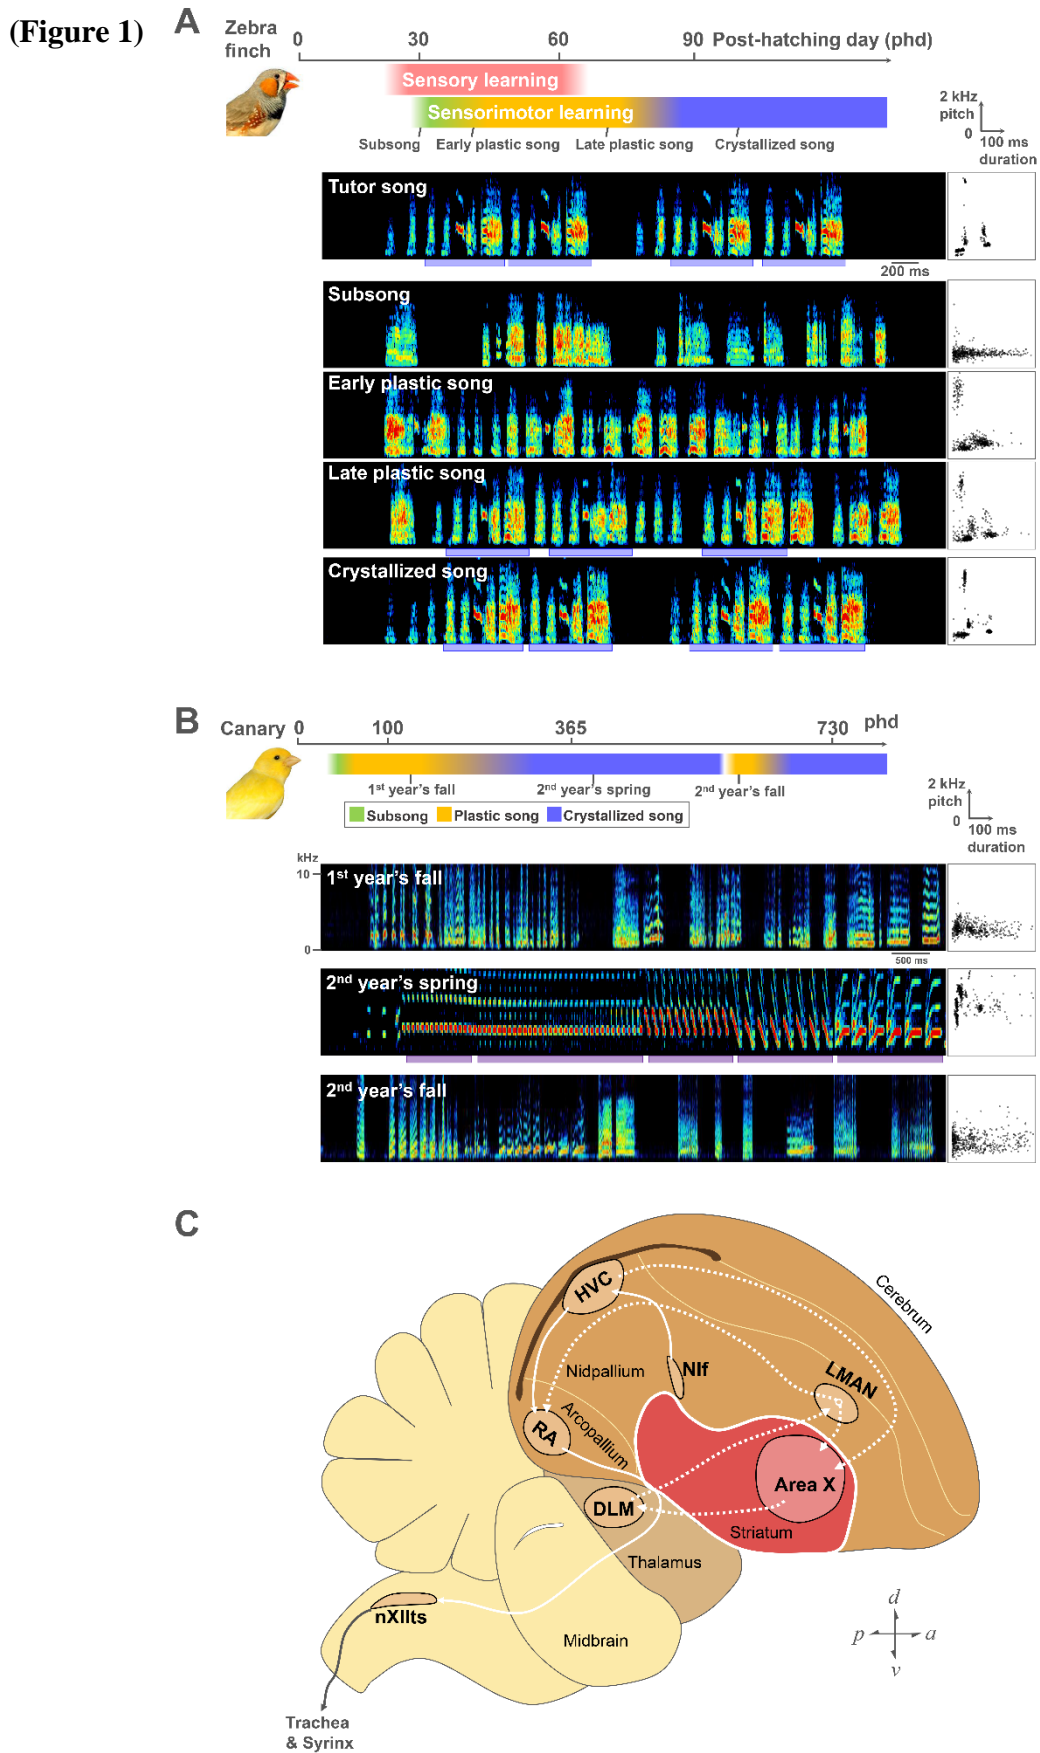 (Figure 1)
A
Zebra
finch
0 30 60 90 Post-hatching day (phd)
Sensory learning
Sensorimotor learning
Subsong Early plastic song Late plastic song Crystallized song
2 kHz
pitch
0
100 ms
duration
Tutor song
200 ms
Subsong
Early plastic song
Late plastic song
Crystallized song
B
Canary 0 100 365 730 phd
1st year's fall 2nd year's spring 2nd year's fall
Subsong Plastic song Crystallized song
2 kHz
pitch
0
100 ms
duration
kHz
10
0
1st year's fall
500 ms
2nd year's spring
2nd year's fall
C
HVC
Cerebrum
Nidpallium
NIf
LMAN
Arcopallium
RA
Area X
DLM
Striatum
Thalamus
nXIIts
Midbrain
d
p a
v
Trachea
& Syrinx